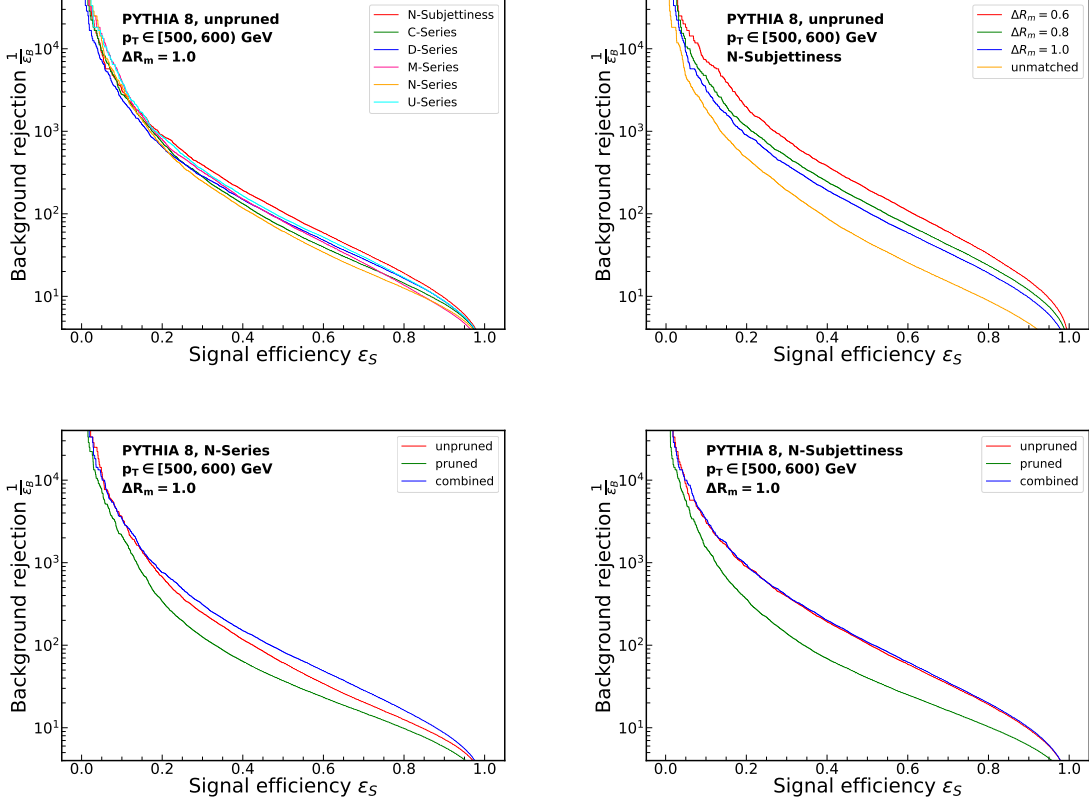 PYTHIA 8, unpruned
p_T ∈ [500, 600) GeV
ΔR_m = 1.0
N-Subjettiness
C-Series
D-Series
M-Series
N-Series
U-Series
Background rejection 1/ε_B
10^4
10^3
10^2
10^1
0.0 0.2 0.4 0.6 0.8 1.0
Signal efficiency ε_S
PYTHIA 8, unpruned
p_T ∈ [500, 600) GeV
N-Subjettiness
ΔR_m = 0.6
ΔR_m = 0.8
ΔR_m = 1.0
unmatched
Background rejection 1/ε_B
10^4
10^3
10^2
10^1
0.0 0.2 0.4 0.6 0.8 1.0
Signal efficiency ε_S
PYTHIA 8, N-Series
p_T ∈ [500, 600) GeV
ΔR_m = 1.0
unpruned
pruned
combined
Background rejection 1/ε_B
10^4
10^3
10^2
10^1
0.0 0.2 0.4 0.6 0.8 1.0
Signal efficiency ε_S
PYTHIA 8, N-Subjettiness
p_T ∈ [500, 600) GeV
ΔR_m = 1.0
unpruned
pruned
combined
Background rejection 1/ε_B
10^4
10^3
10^2
10^1
0.0 0.2 0.4 0.6 0.8 1.0
Signal efficiency ε_S